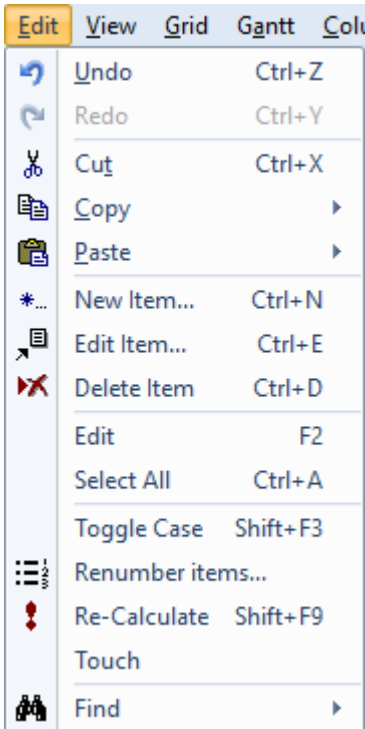 Edit View Grid Gantt Colu
Undo Ctrl+Z
Redo Ctrl+Y
Cut Ctrl+X
Copy
Paste
New Item... Ctrl+N
Edit Item... Ctrl+E
Delete Item Ctrl+D
Edit F2
Select All Ctrl+A
Toggle Case Shift+F3
Renumber items...
Re-Calculate Shift+F9
Touch
Find